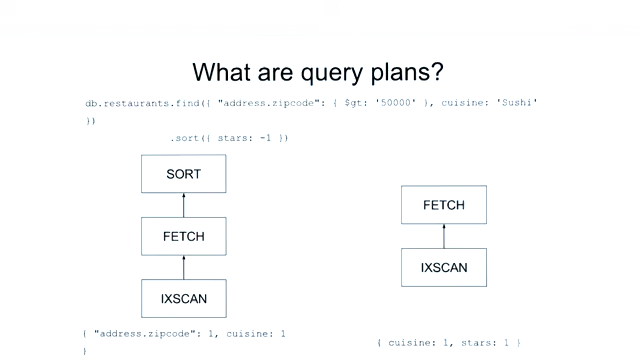 What are query plans?
db.restaurants.find({ "address.zipcode": { $gt: '50000' }, cuisine: 'Sushi'
})
.sort({ stars: -1 })
SORT
FETCH
IXSCAN
{ "address.zipcode": 1, cuisine: 1
}
FETCH
IXSCAN
{ cuisine: 1, stars: 1 }